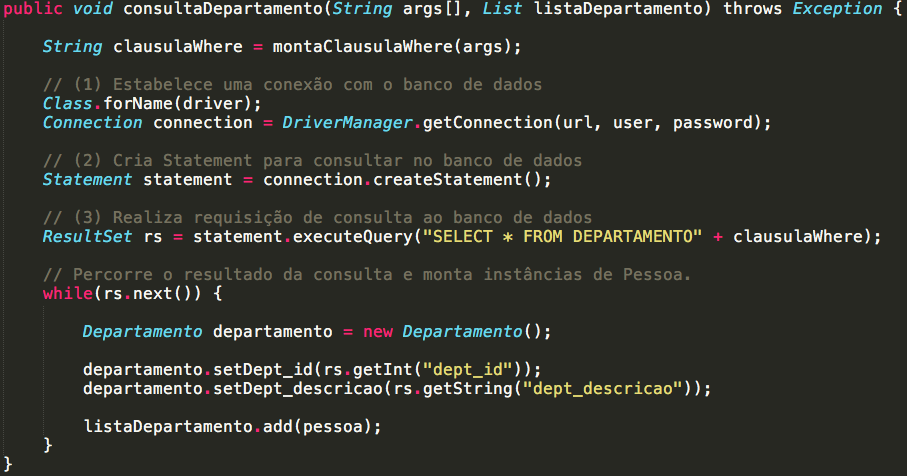 public void consultaDepartamento(String args[], List listaDepartamento) throws Exception {
String clausulaWhere = montaClausulaWhere(args);
// (1) Estabelece uma conexão com o banco de dados
Class.forName(driver);
Connection connection = DriverManager.getConnection(url, user, password);
// (2) Cria Statement para consultar no banco de dados
Statement statement = connection.createStatement();
// (3) Realiza requisição de consulta ao banco de dados
ResultSet rs = statement.executeQuery("SELECT * FROM DEPARTAMENTO" + clausulaWhere);
// Percorre o resultado da consulta e monta instâncias de Pessoa.
while(rs.next()) {
Departamento departamento = new Departamento();
departamento.setDept_id(rs.getInt("dept_id"));
departamento.setDept_descricao(rs.getString("dept_descricao"));
listaDepartamento.add(pessoa);
}
}